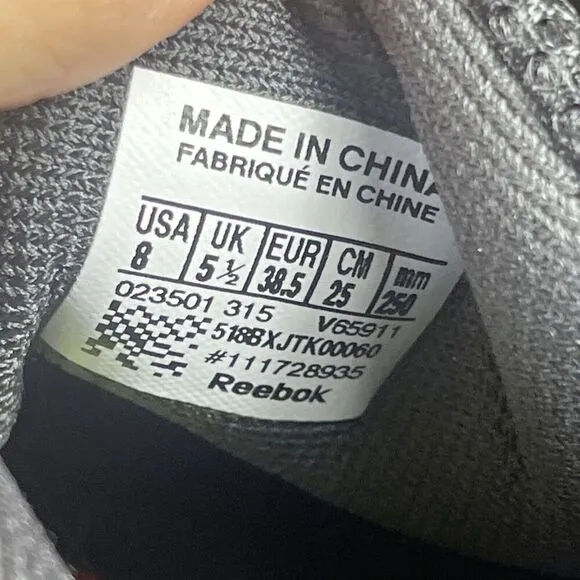 MADE IN CHINA
FABRIQUÉ EN CHINE
USA UK EUR CM mm
8 5 ½ 38.5 25 250
023501 315 V65911
518BXJTK00060
#111728935
Reebok